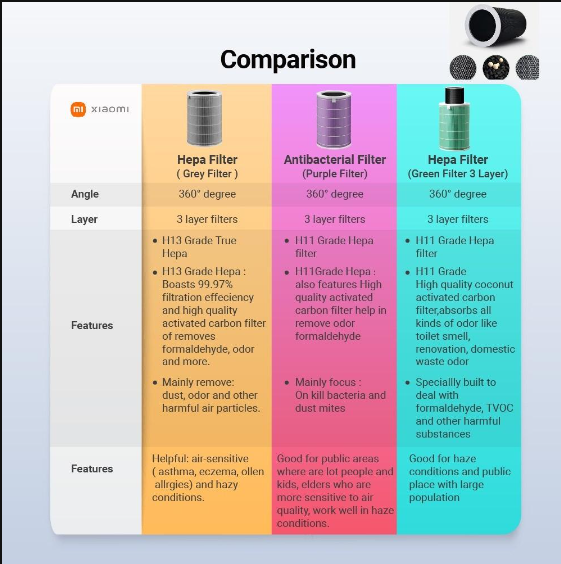 Comparison
mi xiaomi
Hepa Filter
( Grey Filter )
Antibacterial Filter
(Purple Filter)
Hepa Filter
(Green Filter 3 Layer)
Angle
360° degree
360° degree
360° degree
Layer
3 layer filters
3 layer filters
3 layer filters
Features
• H13 Grade True
Hepa
• H13 Grade Hepa :
Boasts 99.97%
filtration effeciency
and high quality
activated carbon filter
of removes
formaldehyde, odor
and more.
• Mainly remove:
dust, odor and other
harmful air particles.
• H11 Grade Hepa
filter
• H11Grade Hepa :
also features High
quality activated
carbon filter help in
remove odor
formaldehyde
• Mainly focus :
On kill bacteria and
dust mites
• H11 Grade Hepa
filter
• H11 Grade
High quality coconut
activated carbon
filter,absorbs all
kinds of odor like
toilet smell,
renovation, domestic
waste odor
• Speciallly built to
deal with
formaldehyde, TVOC
and other harmful
substances
Features
Helpful: air-sensitive
( asthma, eczema, ollen
allrgies) and hazy
conditions.
Good for public areas
where are lot people and
kids, elders who are
more sensitive to air
quality, work well in haze
conditions.
Good for haze
conditions and public
place with large
population